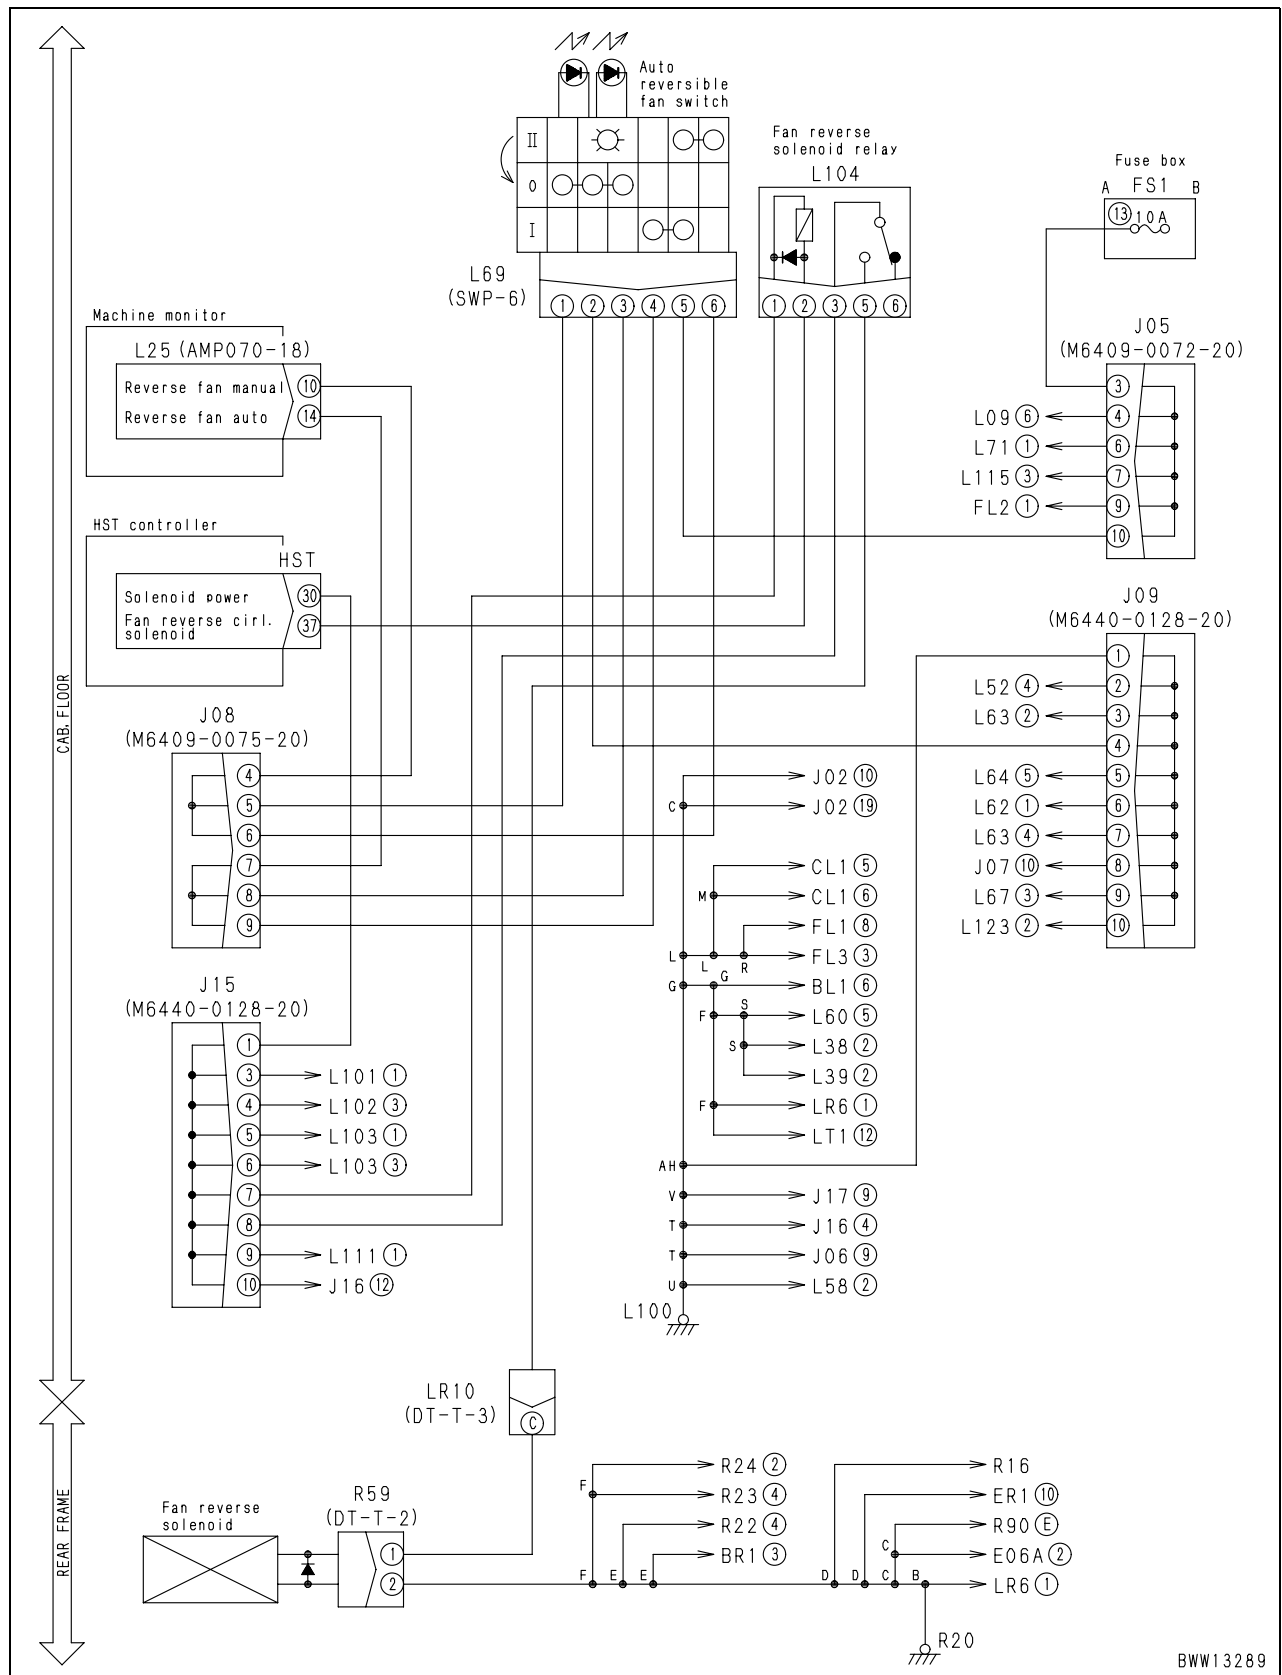 Auto
reversible
fan switch
II
0
I
L69
(SWP-6)
1 2 3 4 5 6
Fan reverse
solenoid relay
L104
1 2 3 5 6
Fuse box
A FS1 B
13 10A
Machine monitor
L25 (AMP070-18)
Reverse fan manual 10
Reverse fan auto 14
HST controller
HST
Solenoid power 30
Fan reverse cirl. 37
solenoid
J05
(M6409-0072-20)
3
L09 6 4
L71 1 6
L115 3 7
FL2 1 9
10
J09
(M6440-0128-20)
1
L52 4 2
L63 2 3
4
L64 5 5
L62 1 6
L63 4 7
J07 10 8
L67 3 9
L123 2 10
CAB, FLOOR
J08
(M6409-0075-20)
4
5
6
7
8
9
J15
(M6440-0128-20)
1
3 L101 1
4 L102 3
5 L103 1
6 L103 3
7
8
9 L111 1
10 J16 12
J02 10
C J02 19
CL1 5
M CL1 6
FL1 8
L L R FL3 3
G G BL1 6
F S L60 5
S L38 2
L39 2
F LR6 1
LT1 12
AH
V J17 9
T J16 4
T J06 9
U L58 2
L100
LR10
(DT-T-3)
C
REAR FRAME
Fan reverse
solenoid
R59
(DT-T-2)
1
2
R24 2
F R23 4
R22 4
BR1 3
F E E D D C B
R16
ER1 10
R90 E
C E06A 2
LR6 1
R20
BWW13289